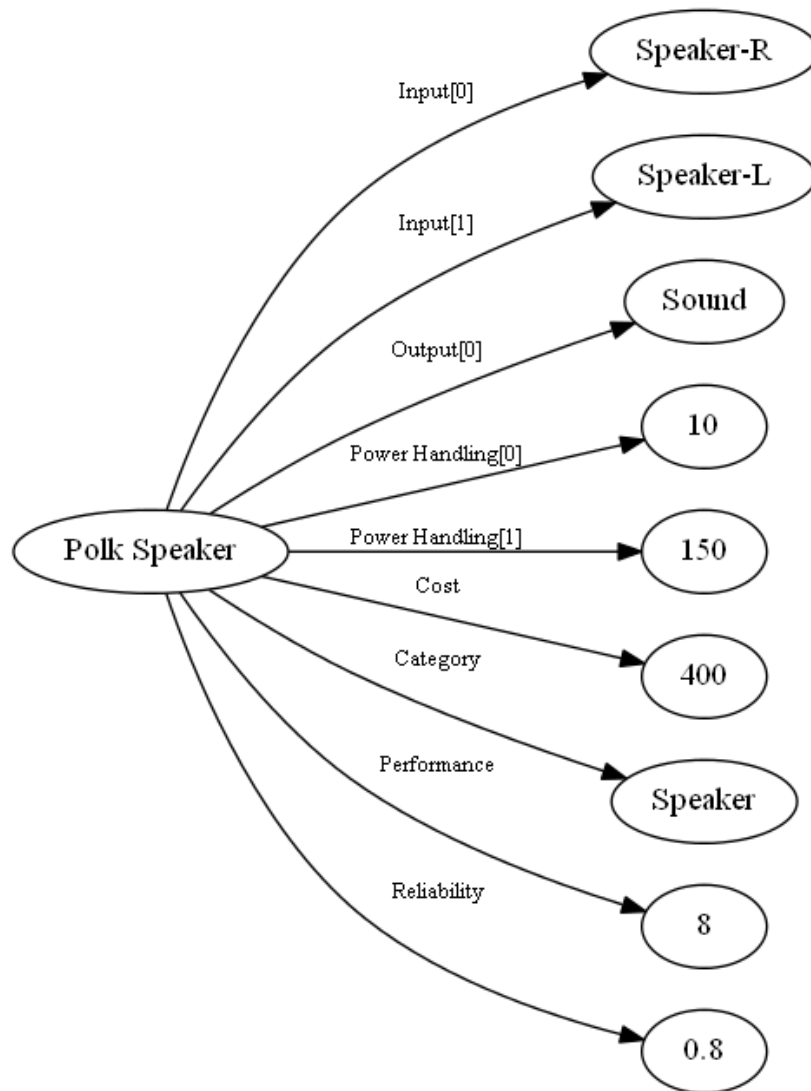 Speaker-R
Input[0]
Speaker-L
Input[1]
Sound
Output[0]
10
Power Handling[0]
Polk Speaker
Power Handling[1]
150
Cost
400
Category
Speaker
Performance
8
Reliability
0.8